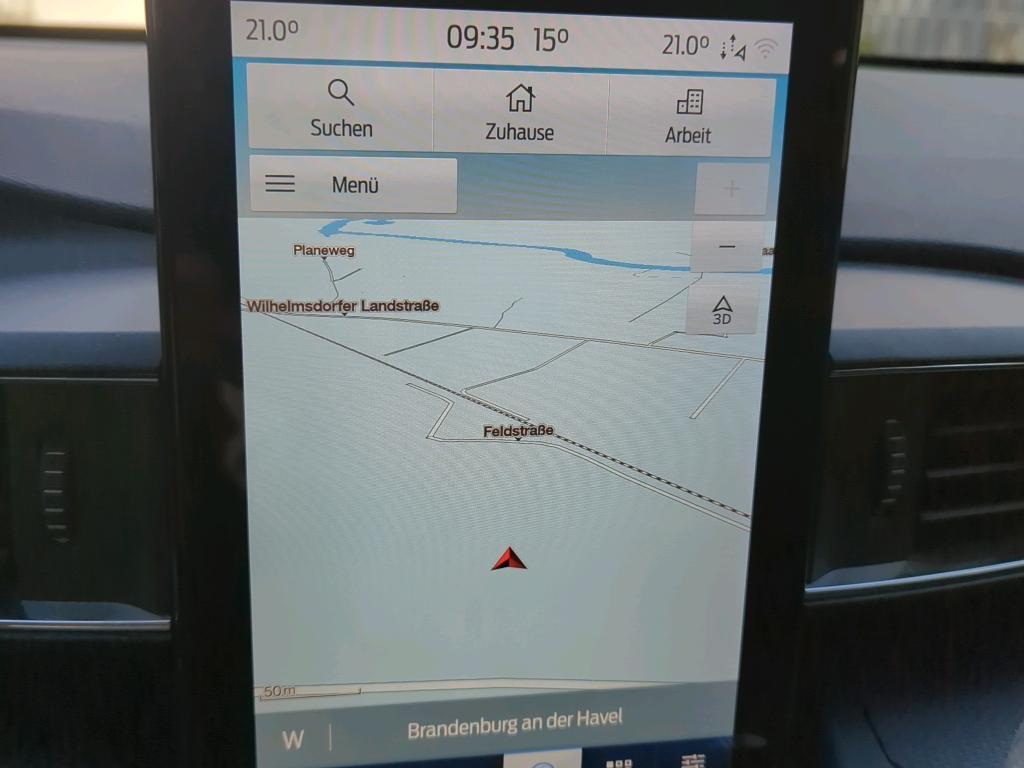 21.0° 09:35 15° 21.0°
Suchen Zuhause Arbeit
Menü
+
Planeweg
−
Wilhelmsdorfer Landstraße
3D
Feldstraße
50 m
W Brandenburg an der Havel